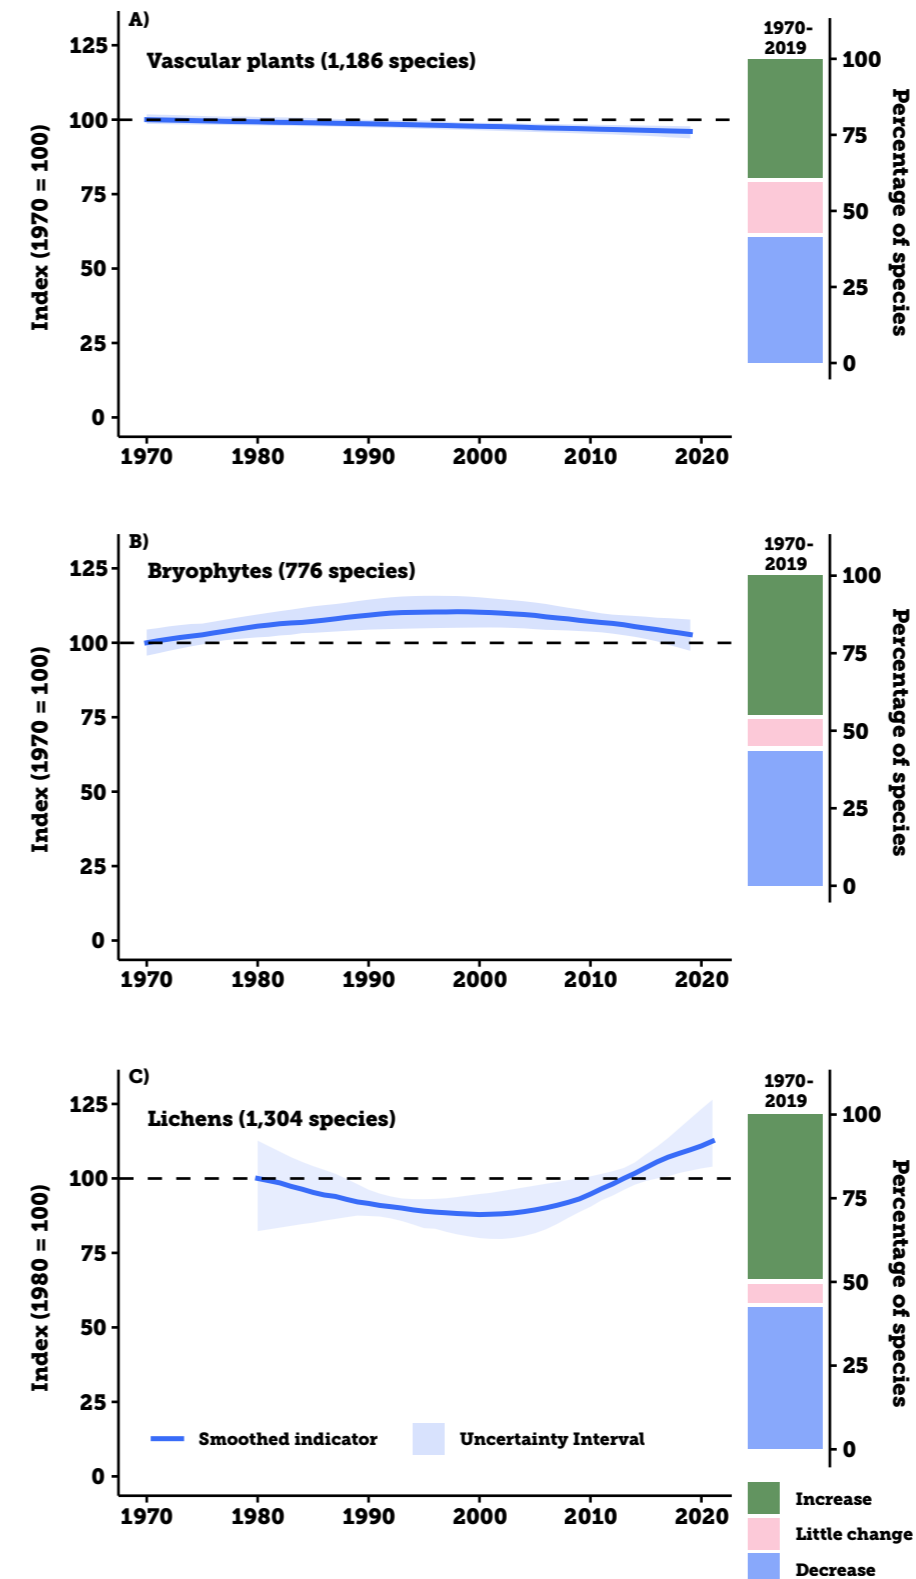 A)
Vascular plants (1,186 species)
Index (1970 = 100)
125
100
75
50
25
0
1970 1980 1990 2000 2010 2020
1970-
2019
100
75
50
25
0
Percentage of species
B)
Bryophytes (776 species)
Index (1970 = 100)
125
100
75
50
25
0
1970 1980 1990 2000 2010 2020
1970-
2019
100
75
50
25
0
Percentage of species
C)
Lichens (1,304 species)
Index (1980 = 100)
125
100
75
50
25
0
Smoothed indicator
Uncertainty Interval
1970 1980 1990 2000 2010 2020
1970-
2019
100
75
50
25
0
Percentage of species
Increase
Little change
Decrease